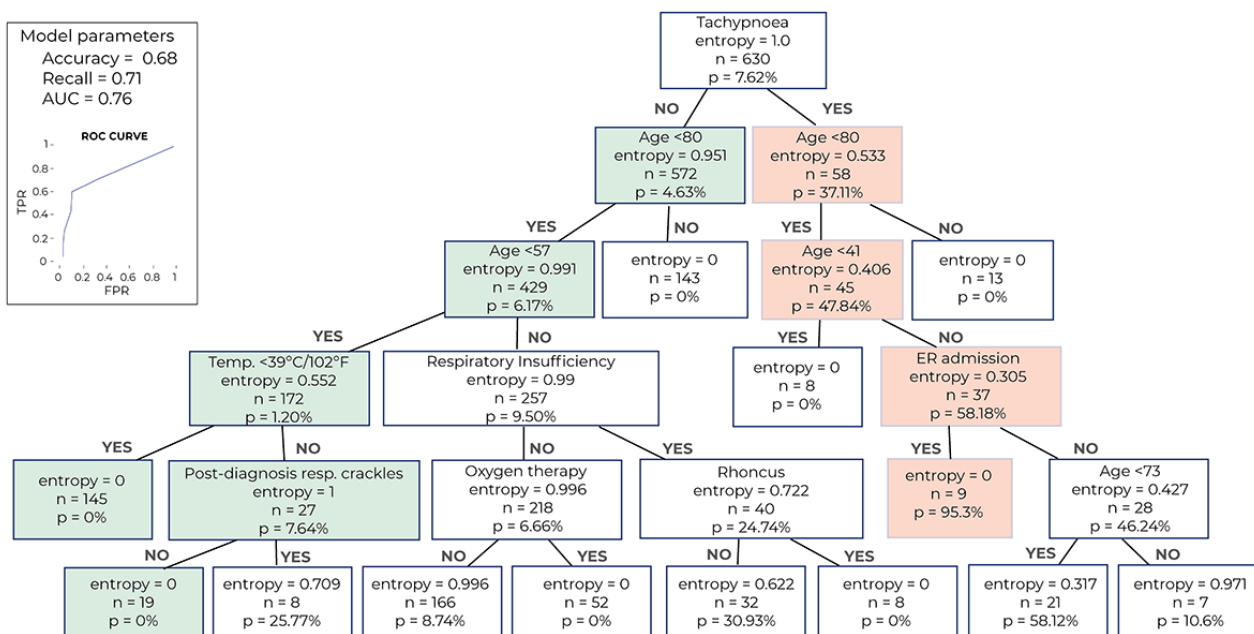 Model parameters
Accuracy = 0.68
Recall = 0.71
AUC = 0.76
ROC CURVE
1
0.8
0.6
0.4
0.2
0
TPR
0 0.2 0.4 0.6 0.8 1
FPR
Tachypnoea
entropy = 1.0
n = 630
p = 7.62%
NO
YES
Age <80
entropy = 0.951
n = 572
p = 4.63%
Age <80
entropy = 0.533
n = 58
p = 37.11%
YES
NO
YES
NO
Age <57
entropy = 0.991
n = 429
p = 6.17%
entropy = 0
n = 143
p = 0%
Age <41
entropy = 0.406
n = 45
p = 47.84%
entropy = 0
n = 13
p = 0%
YES
NO
YES
NO
Temp. <39°C/102°F
entropy = 0.552
n = 172
p = 1.20%
Respiratory Insufficiency
entropy = 0.99
n = 257
p = 9.50%
entropy = 0
n = 8
p = 0%
ER admission
entropy = 0.305
n = 37
p = 58.18%
YES
NO
NO
YES
YES
NO
entropy = 0
n = 145
p = 0%
Post-diagnosis resp. crackles
entropy = 1
n = 27
p = 7.64%
Oxygen therapy
entropy = 0.996
n = 218
p = 6.66%
Rhoncus
entropy = 0.722
n = 40
p = 24.74%
entropy = 0
n = 9
p = 95.3%
Age <73
entropy = 0.427
n = 28
p = 46.24%
NO
YES
NO
YES
NO
YES
YES
NO
entropy = 0
n = 19
p = 0%
entropy = 0.709
n = 8
p = 25.77%
entropy = 0.996
n = 166
p = 8.74%
entropy = 0
n = 52
p = 0%
entropy = 0.622
n = 32
p = 30.93%
entropy = 0
n = 8
p = 0%
entropy = 0.317
n = 21
p = 58.12%
entropy = 0.971
n = 7
p = 10.6%